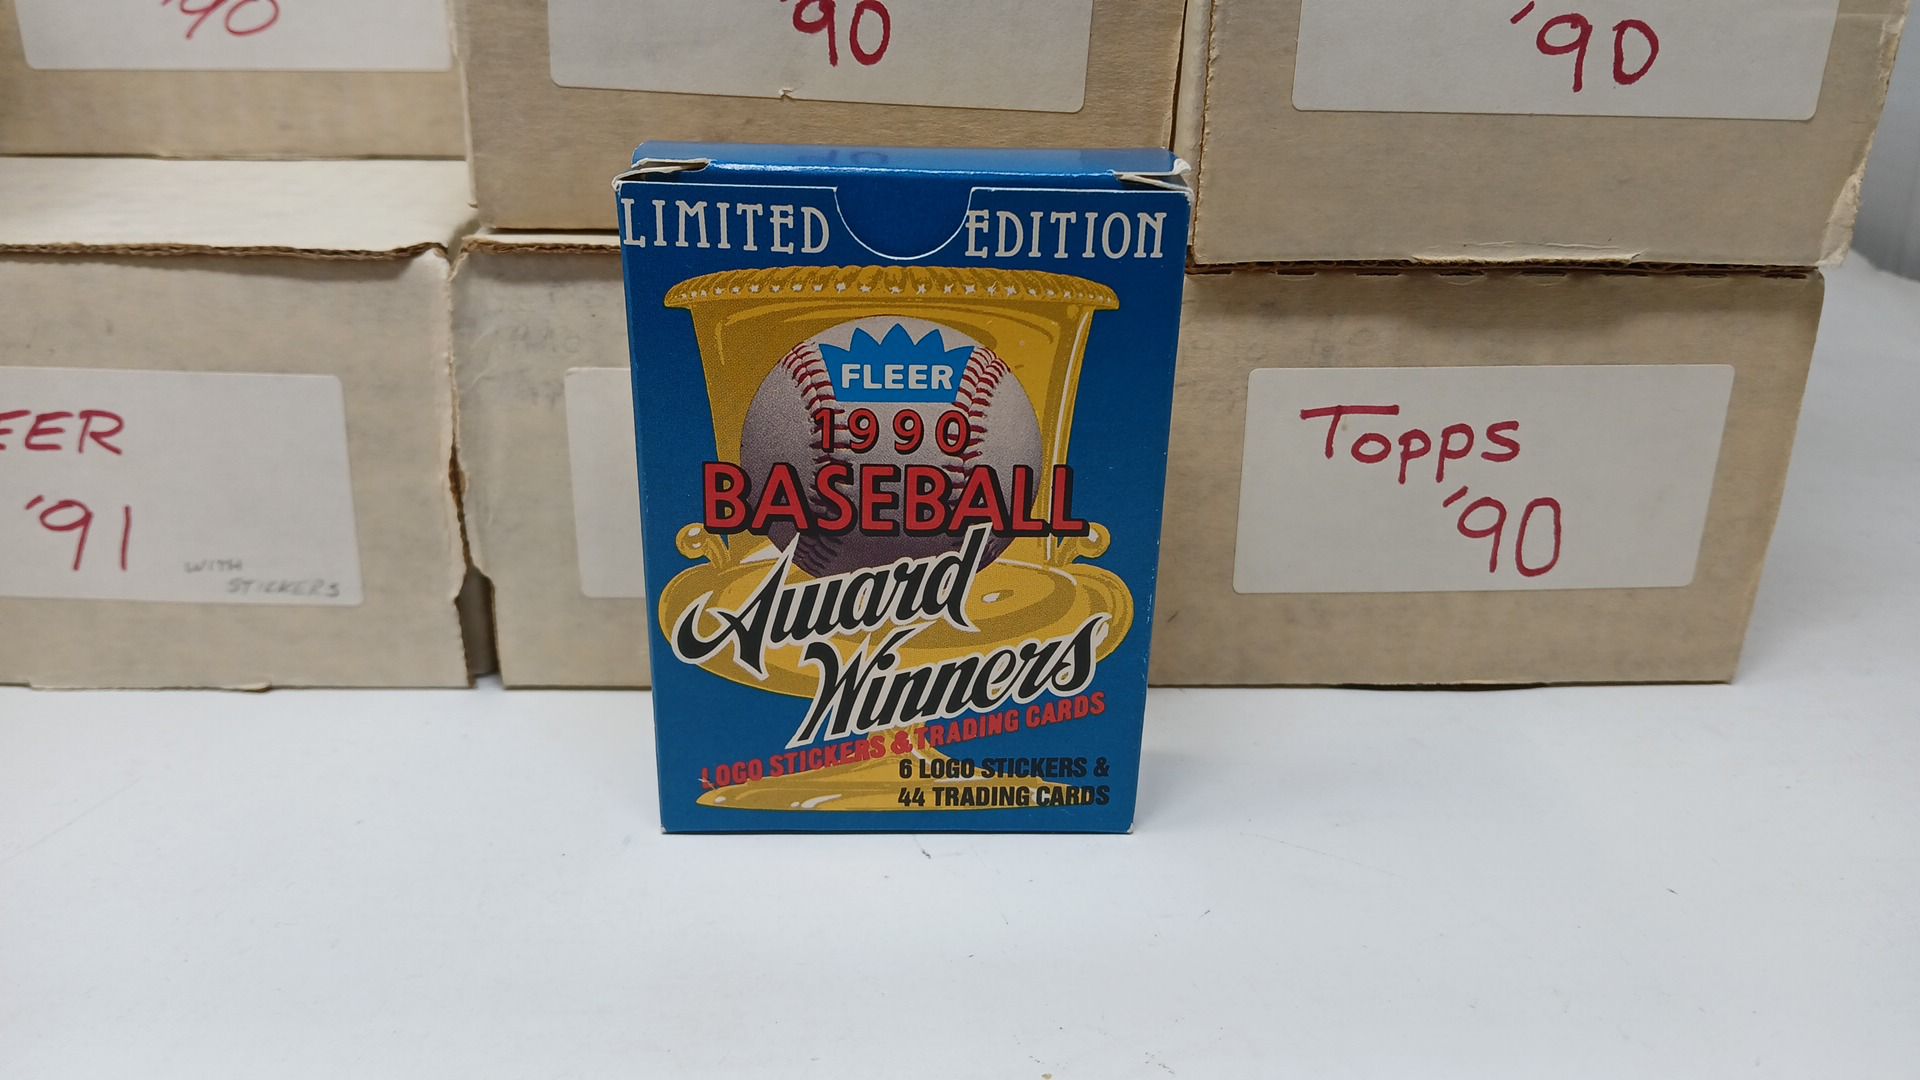 '90
'90
'90
LIMITED EDITION
FLEER
1990
BASEBALL
Award
Winners
LOGO STICKERS & TRADING CARDS
6 LOGO STICKERS &
44 TRADING CARDS
EER
'91
WITH
STICKERS
Topps
'90